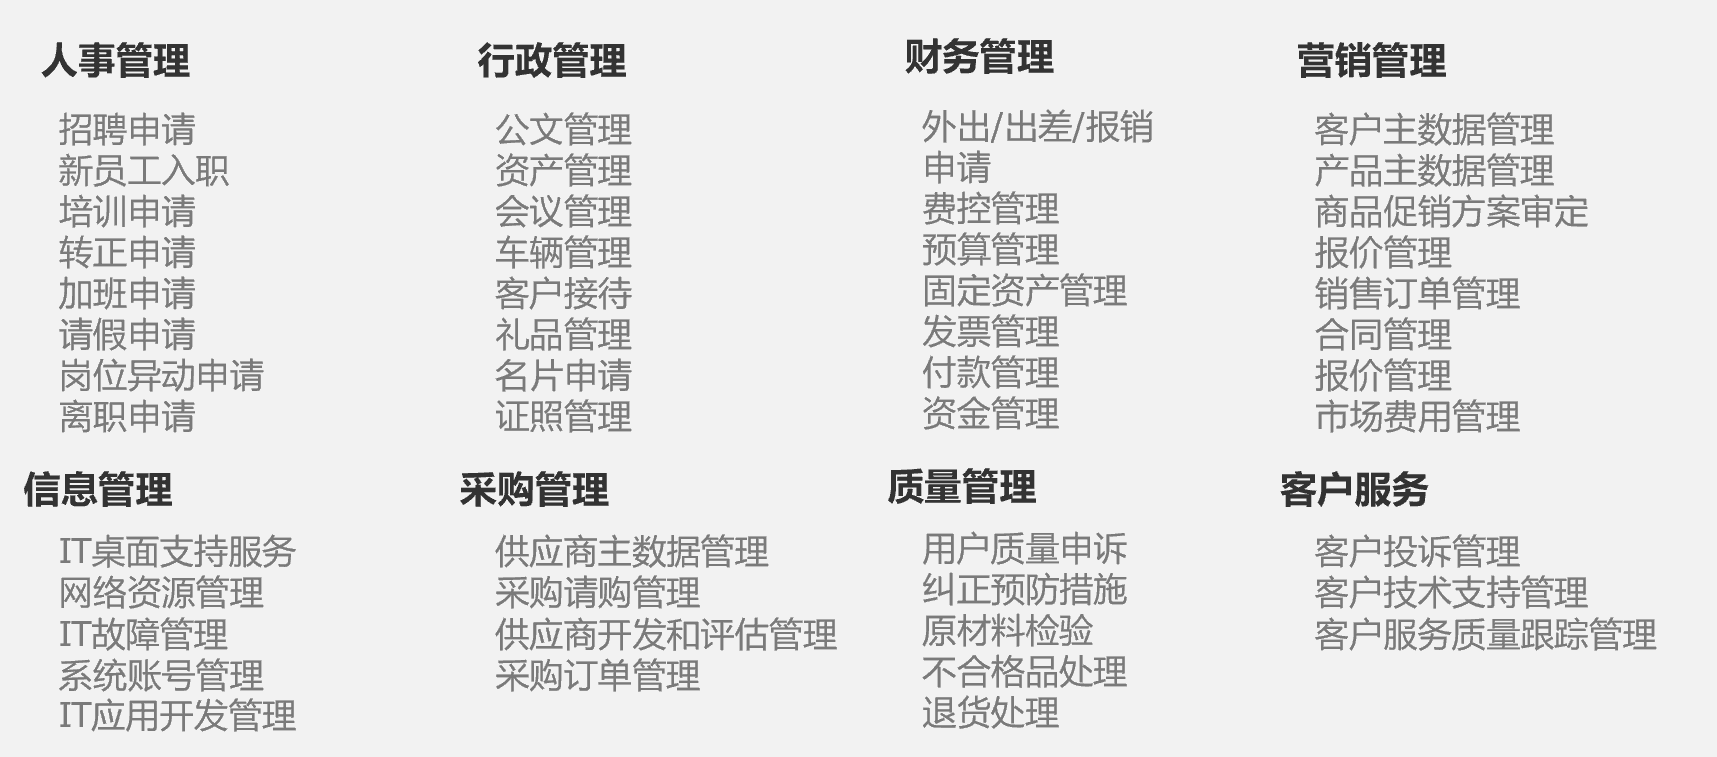 人事管理
招聘申请
新员工入职
培训申请
转正申请
加班申请
请假申请
岗位异动申请
离职申请
行政管理
公文管理
资产管理
会议管理
车辆管理
客户接待
礼品管理
名片申请
证照管理
财务管理
外出/出差/报销
申请
费控管理
预算管理
固定资产管理
发票管理
付款管理
资金管理
营销管理
客户主数据管理
产品主数据管理
商品促销方案审定
报价管理
销售订单管理
合同管理
报价管理
市场费用管理
信息管理
IT桌面支持服务
网络资源管理
IT故障管理
系统账号管理
IT应用开发管理
采购管理
供应商主数据管理
采购请购管理
供应商开发和评估管理
采购订单管理
质量管理
用户质量申诉
纠正预防措施
原材料检验
不合格品处理
退货处理
客户服务
客户投诉管理
客户技术支持管理
客户服务质量跟踪管理